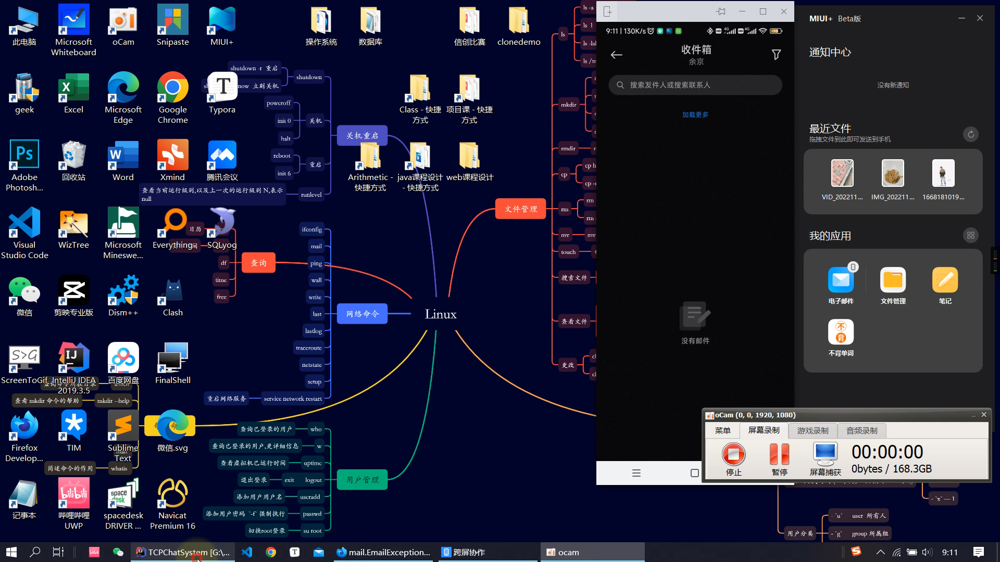 此电脑
Microsoft Whiteboard
oCam
Snipaste
MIUI+
操作系统
数据库
信创比赛
clonedemo
geek
Excel
Microsoft Edge
Google Chrome
Typora
Class - 快捷方式
项目课 - 快捷方式
Adobe Photosh...
回收站
Word
Xmind
腾讯会议
Arithmetic - 快捷方式
java课程设计 - 快捷方式
web课程设计
Visual Studio Code
WizTree
Microsoft Mineswe...
Everything
SQLyog
微信
剪映专业版
Dism++
Clash
ScreenToGif
IntelliJ IDEA 2019.3.5
百度网盘
FinalShell
Firefox Develop...
TIM
Sublime Text
微信.svg
记事本
哔哩哔哩 UWP
spacedesk DRIVER ...
Navicat Premium 16
shutdown -r 重启
now 立刻关机
shutdown
poweroff
init 0
halt
关机
reboot
init 6
重启
查看当前运行级别,以及上一次的运行级别 N,表示 null
runlevel
关机重启
日历
df
time
free
查询
ifconfig
mail
ping
wall
write
last
lastlog
traceroute
netstate
setup
重启网络服务
service network restart
网络命令
Linux
查看 mkdir 命令的帮助
mkdir --help
简述命令的作用
whatis
查询已登录的用户
who
查询已登录的用户,更详细信息
w
查看虚拟机已运行时间
uptime
退出登录
exit
logout
添加用户用户名
useradd
添加用户密码 `-f` 强制执行
passwd
切换root登录
su root
用户管理
文件管理
ls
ls -a
ls l
mkdir
rmdir
cp
rm
rm
mv
mv
touch
搜索文件
查看文件
更改
- `x` --- 1
- `u` user 所有人
用户分类
- `g` group 所属组
9:11 | 130K/s
收件箱
余京
搜索发件人或搜索联系人
加载更多
没有邮件
MIUI+ Beta版
通知中心
没有新通知
最近文件
拖拽文件到此即可发送到手机
VID_202211...
IMG_202211...
1668181019...
我的应用
电子邮件
文件管理
笔记
不背单词
oCam (0, 0, 1920, 1080)
菜单
屏幕录制
游戏录制
音频录制
停止
暂停
屏幕捕获
00:00:00
0bytes / 168.3GB
TCPChatSystem [G:\...
mail.EmailException...
跨屏协作
ocam
9:11